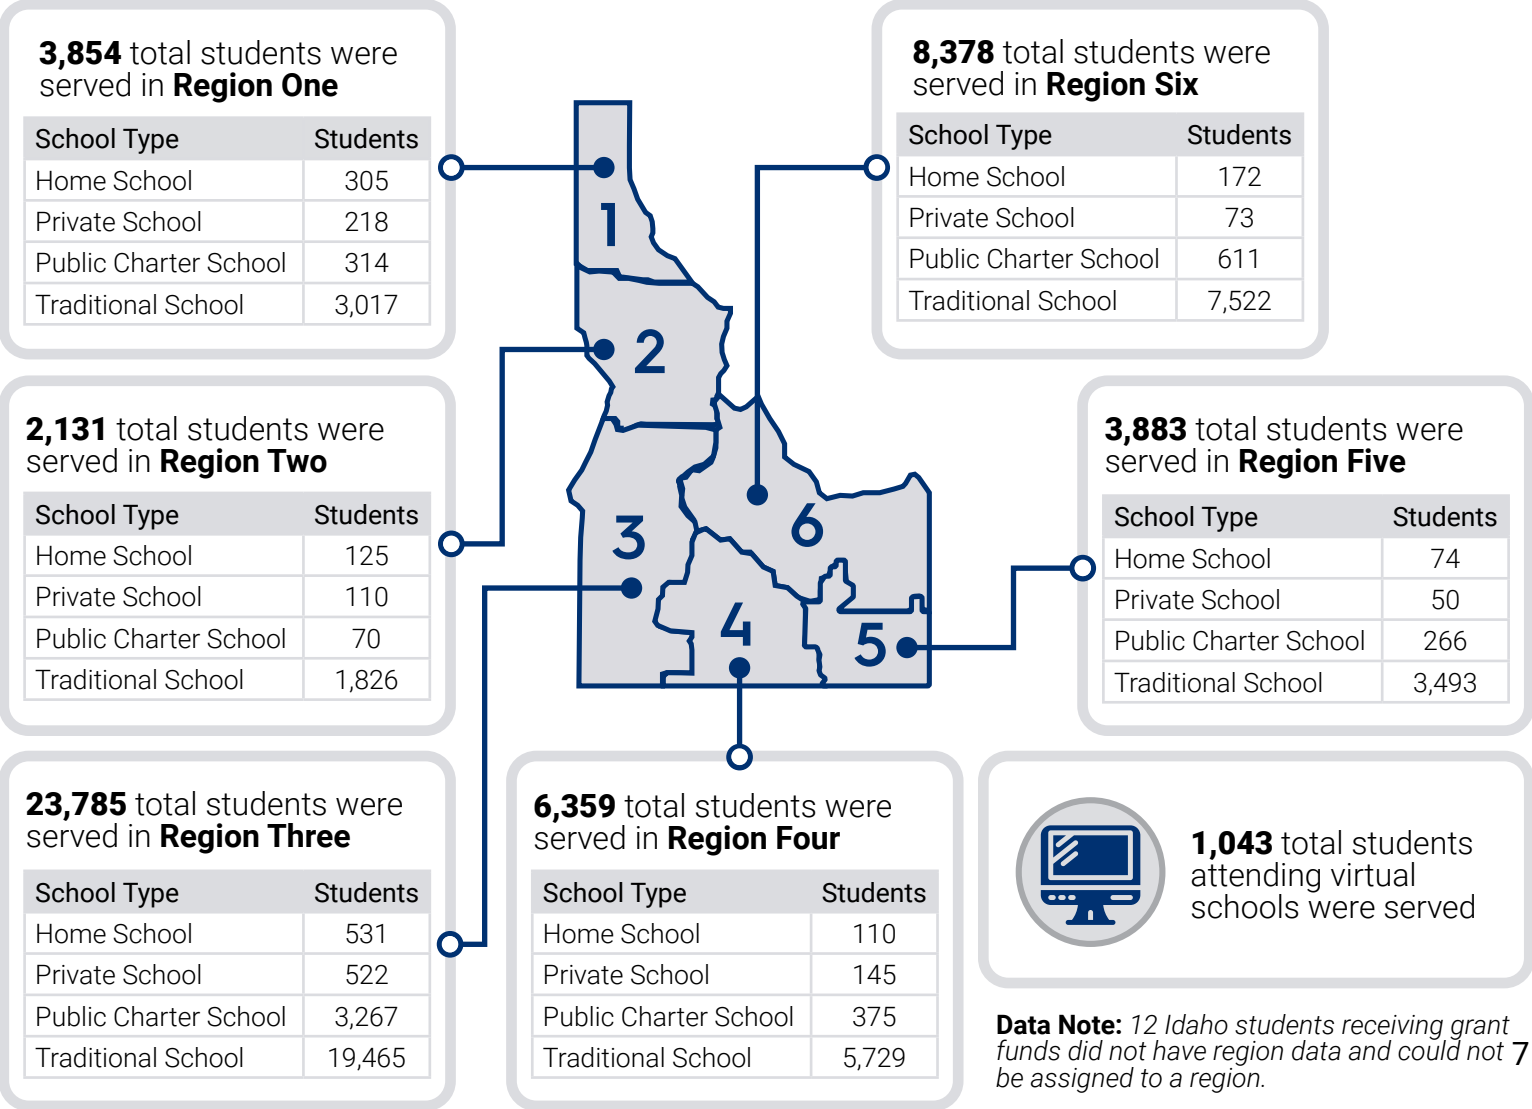 3,854 total students were
served in Region One
School Type Students
Home School 305
Private School 218
Public Charter School 314
Traditional School 3,017
8,378 total students were
served in Region Six
School Type Students
Home School 172
Private School 73
Public Charter School 611
Traditional School 7,522
1
2
3
4
5
6
2,131 total students were
served in Region Two
School Type Students
Home School 125
Private School 110
Public Charter School 70
Traditional School 1,826
3,883 total students were
served in Region Five
School Type Students
Home School 74
Private School 50
Public Charter School 266
Traditional School 3,493
23,785 total students were
served in Region Three
School Type Students
Home School 531
Private School 522
Public Charter School 3,267
Traditional School 19,465
6,359 total students were
served in Region Four
School Type Students
Home School 110
Private School 145
Public Charter School 375
Traditional School 5,729
1,043 total students
attending virtual
schools were served
Data Note: 12 Idaho students receiving grant
funds did not have region data and could not
be assigned to a region.
7